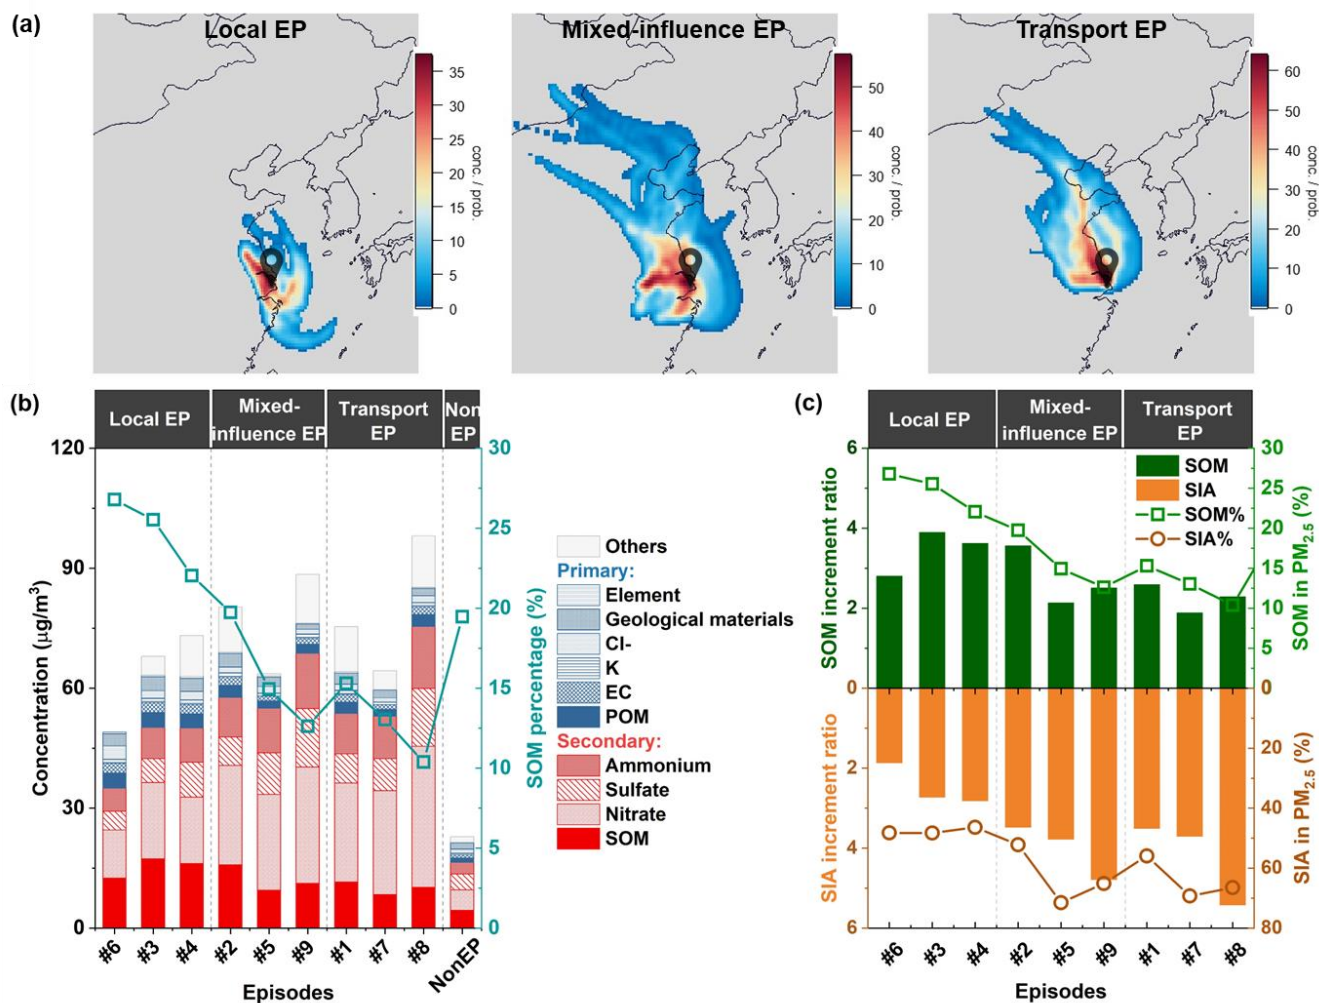 (a)
Local EP
Mixed-influence EP
Transport EP
35
30
25
20
15
10
5
0
conc. / prob.
50
40
30
20
10
0
conc. / prob.
60
50
40
30
20
10
0
conc. / prob.
(b)
Local EP
Mixed-
influence EP
Transport
EP
Non
EP
120
90
60
30
0
Concentration (µg/m³)
30
25
20
15
10
5
0
SOM percentage (%)
#6
#3
#4
#2
#5
#9
#1
#7
#8
NonEP
Episodes
Others
Primary:
Element
Geological materials
Cl-
K
EC
POM
Secondary:
Ammonium
Sulfate
Nitrate
SOM
(c)
Local EP
Mixed-
influence EP
Transport
EP
SOM
SIA
SOM%
SIA%
6
4
2
0
2
4
6
SOM increment ratio
SIA increment ratio
30
25
20
15
10
5
0
20
40
60
80
SOM in PM2.5 (%)
SIA in PM2.5 (%)
#6
#3
#4
#2
#5
#9
#1
#7
#8
Episodes